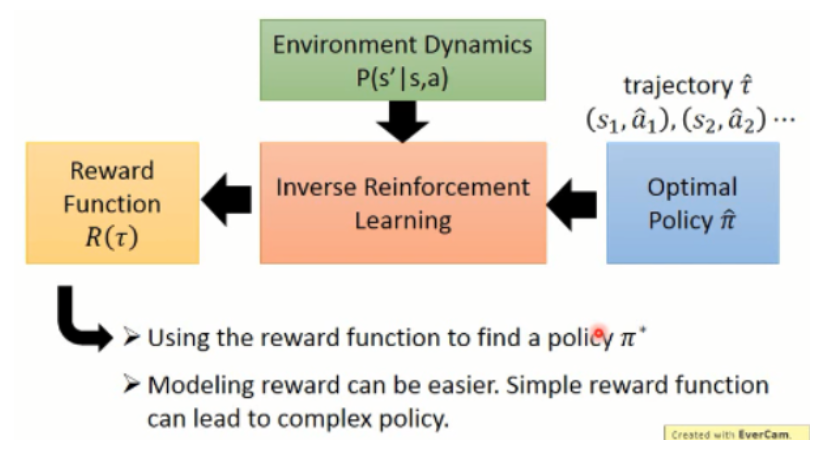 Environment Dynamics
P(s'|s,a)
trajectory τ̂
(s₁, â₁), (s₂, â₂) ⋯
Reward
Function
R(τ)
Inverse Reinforcement
Learning
Optimal
Policy π̂
➢ Using the reward function to find a policy π*
➢ Modeling reward can be easier. Simple reward function
can lead to complex policy.
Created with EverCam.